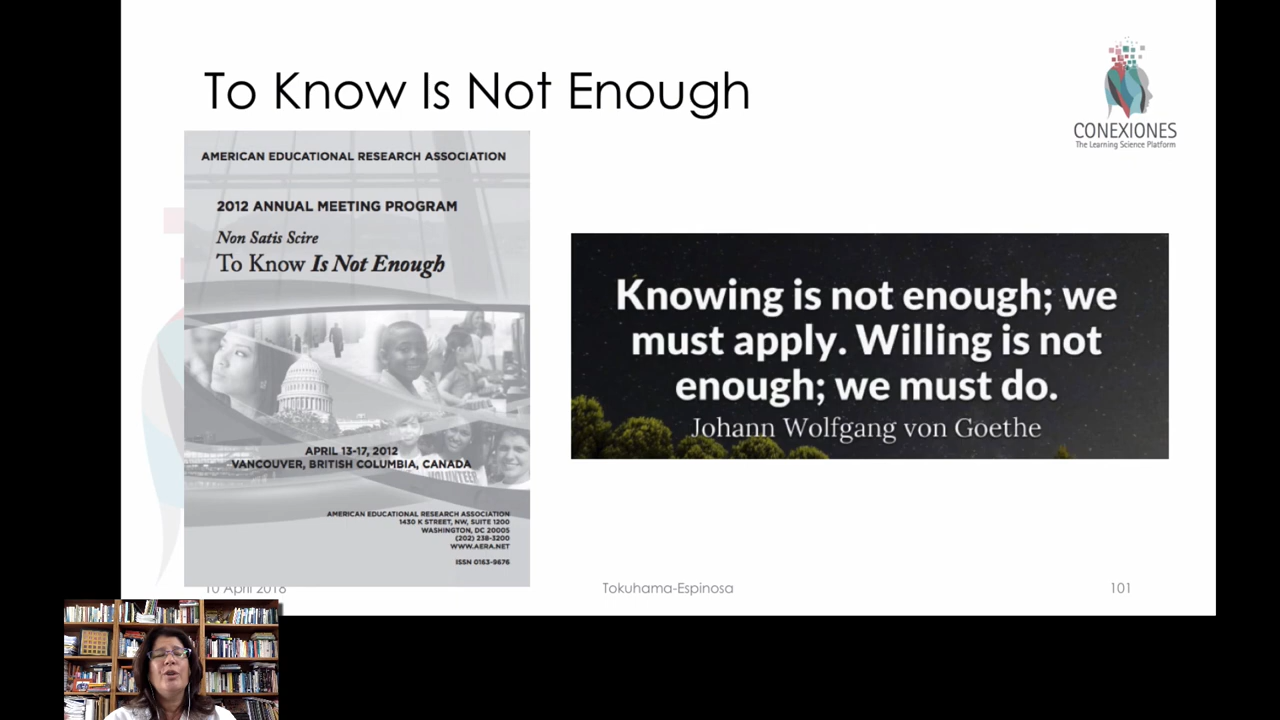 To Know Is Not Enough
CONEXIONES
The Learning Science Platform
AMERICAN EDUCATIONAL RESEARCH ASSOCIATION
2012 ANNUAL MEETING PROGRAM
Non Satis Scire
To Know Is Not Enough
APRIL 13-17, 2012
VANCOUVER, BRITISH COLUMBIA, CANADA
VOLUNTEER
AMERICAN EDUCATIONAL RESEARCH ASSOCIATION
1430 K STREET, NW, SUITE 1200
WASHINGTON, DC 20005
(202) 238-3200
WWW.AERA.NET
ISSN 0163-9676
Knowing is not enough; we
must apply. Willing is not
enough; we must do.
Johann Wolfgang von Goethe
10 April 2018
Tokuhama-Espinosa
101